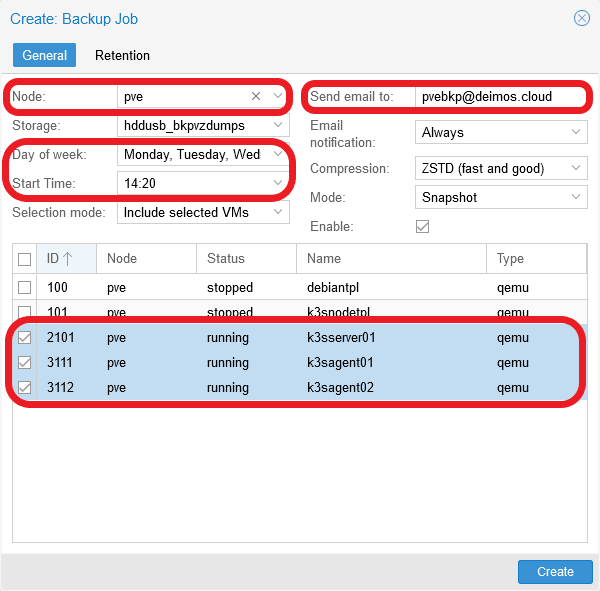 Create: Backup Job
General Retention
Node: pve Send email to: pvebkp@deimos.cloud
Storage: hddusb_bkpvzdumps Email notification: Always
Day of week: Monday, Tuesday, Wed Compression: ZSTD (fast and good)
Start Time: 14:20 Mode: Snapshot
Selection mode: Include selected VMs Enable:
ID Node Status Name Type
100 pve stopped debiantpl qemu
101 pve stopped k3snodetpl qemu
2101 pve running k3sserver01 qemu
3111 pve running k3sagent01 qemu
3112 pve running k3sagent02 qemu
Create